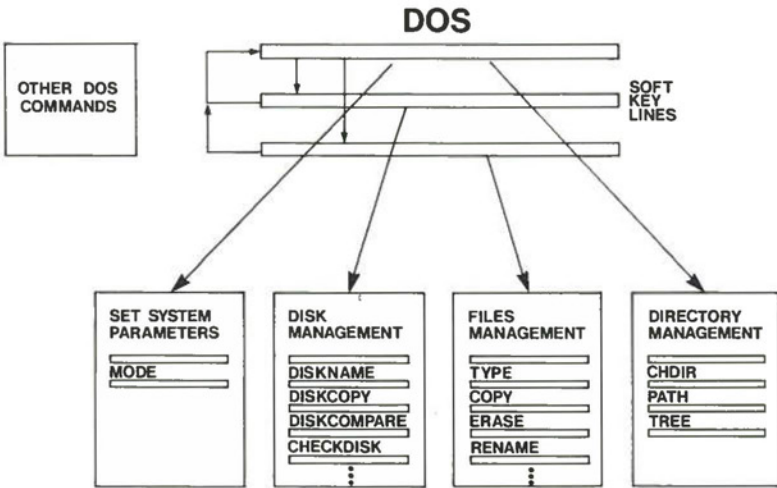 DOS
OTHER DOS
COMMANDS
SOFT
KEY
LINES
SET SYSTEM
PARAMETERS
MODE
DISK
MANAGEMENT
DISKNAME
DISKCOPY
DISKCOMPARE
CHECKDISK
FILES
MANAGEMENT
TYPE
COPY
ERASE
RENAME
DIRECTORY
MANAGEMENT
CHDIR
PATH
TREE